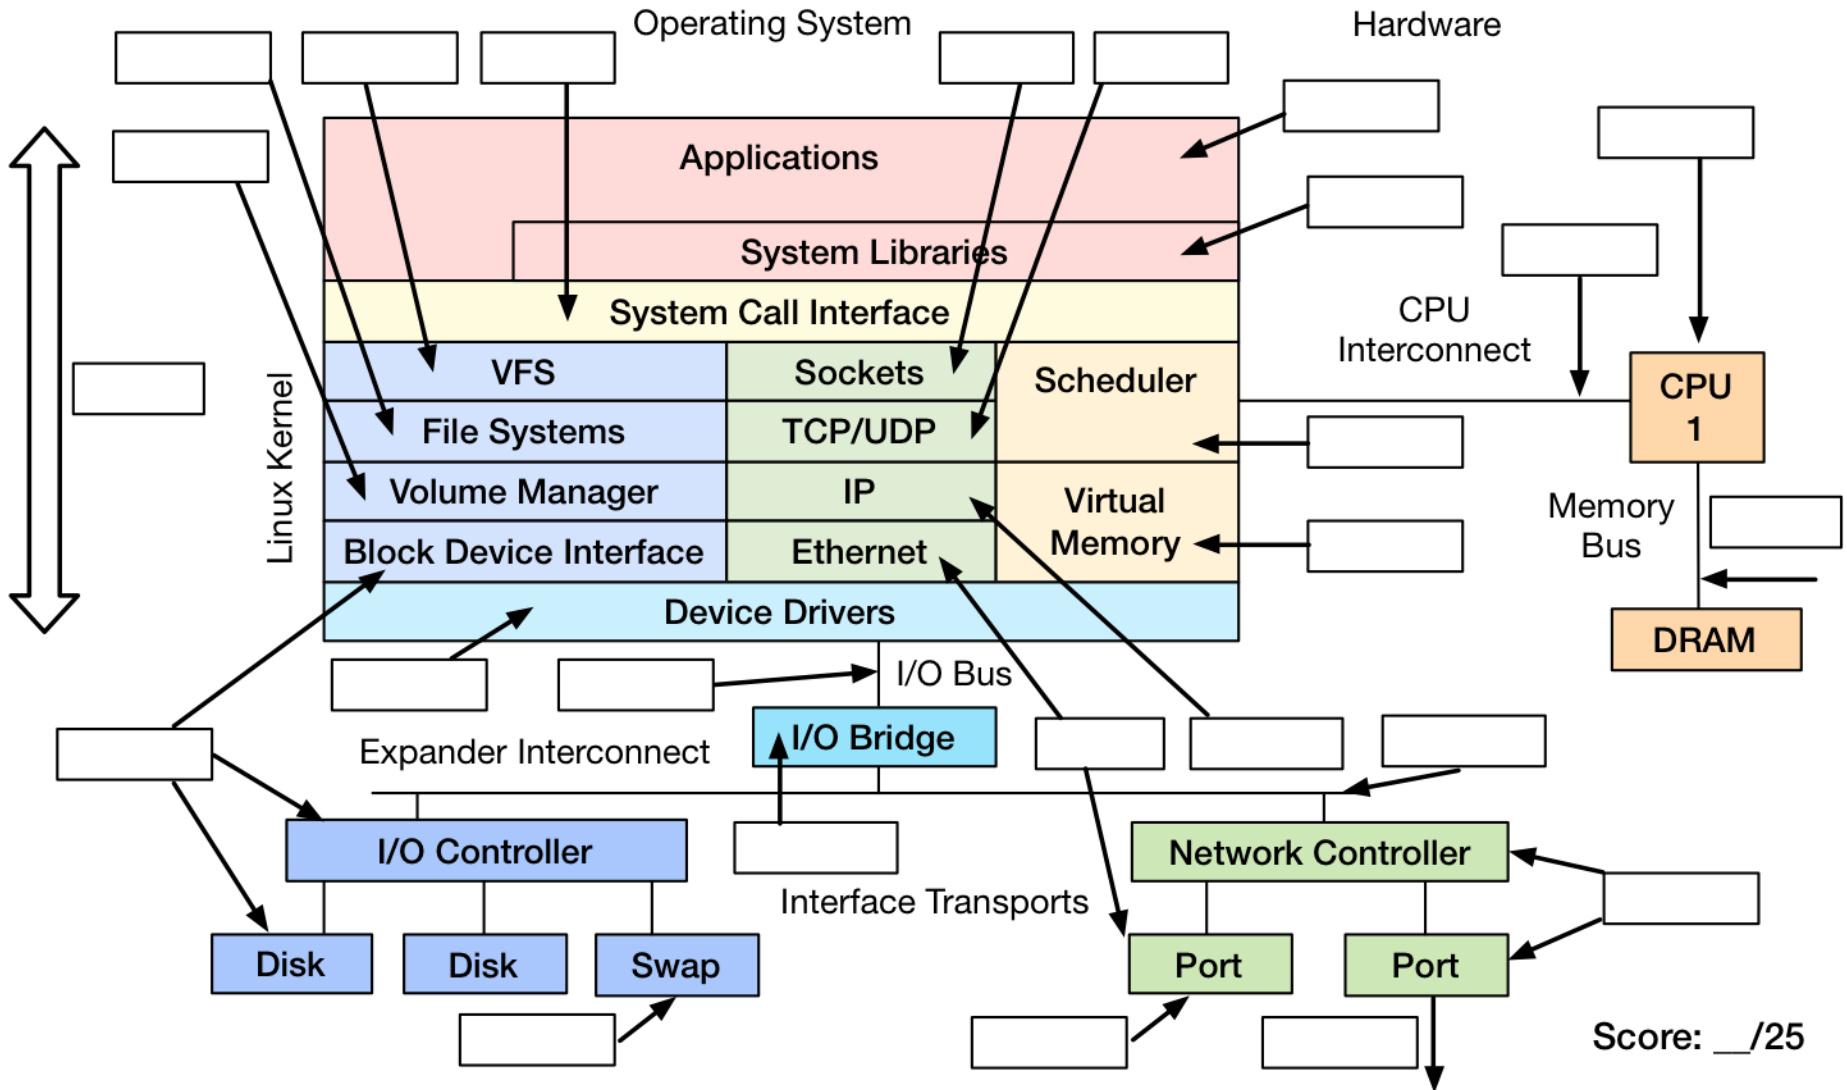 Operating System
Hardware
Applications
System Libraries
System Call Interface
CPU
Interconnect
Linux Kernel
VFS
Sockets
Scheduler
CPU
1
File Systems
TCP/UDP
Volume Manager
IP
Virtual
Memory
Memory
Bus
Block Device Interface
Ethernet
Device Drivers
DRAM
I/O Bus
Expander Interconnect
I/O Bridge
I/O Controller
Network Controller
Interface Transports
Disk
Disk
Swap
Port
Port
Score: __/25